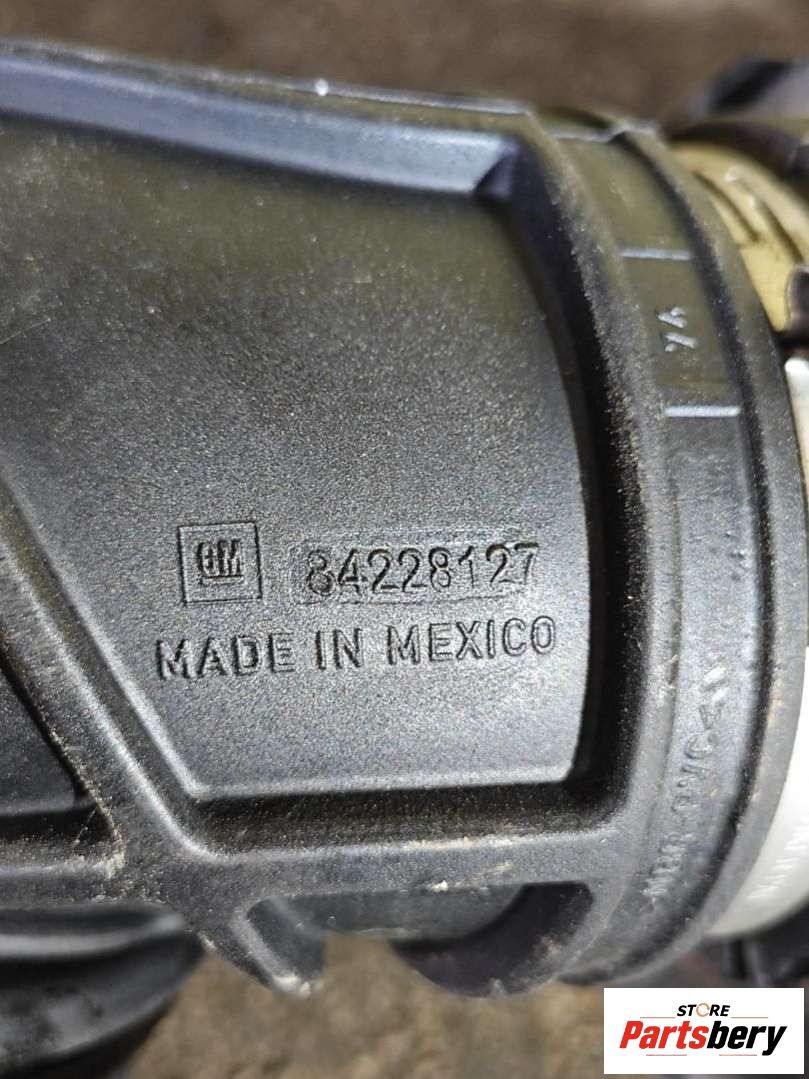 GM 84228127
MADE IN MEXICO
STORE
Partsbery